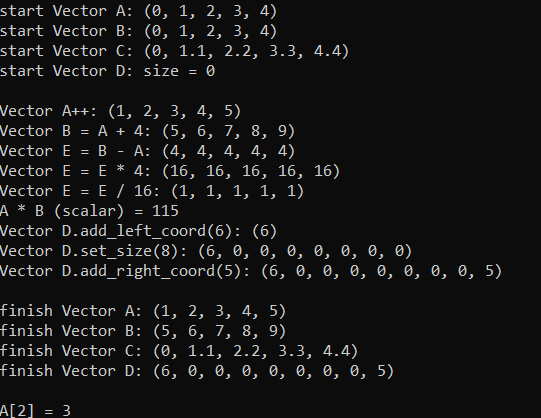 start Vector A: (0, 1, 2, 3, 4)
start Vector B: (0, 1, 2, 3, 4)
start Vector C: (0, 1.1, 2.2, 3.3, 4.4)
start Vector D: size = 0
Vector A++: (1, 2, 3, 4, 5)
Vector B = A + 4: (5, 6, 7, 8, 9)
Vector E = B - A: (4, 4, 4, 4, 4)
Vector E = E * 4: (16, 16, 16, 16, 16)
Vector E = E / 16: (1, 1, 1, 1, 1)
A * B (scalar) = 115
Vector D.add_left_coord(6): (6)
Vector D.set_size(8): (6, 0, 0, 0, 0, 0, 0, 0)
Vector D.add_right_coord(5): (6, 0, 0, 0, 0, 0, 0, 0, 5)
finish Vector A: (1, 2, 3, 4, 5)
finish Vector B: (5, 6, 7, 8, 9)
finish Vector C: (0, 1.1, 2.2, 3.3, 4.4)
finish Vector D: (6, 0, 0, 0, 0, 0, 0, 0, 5)
A[2] = 3